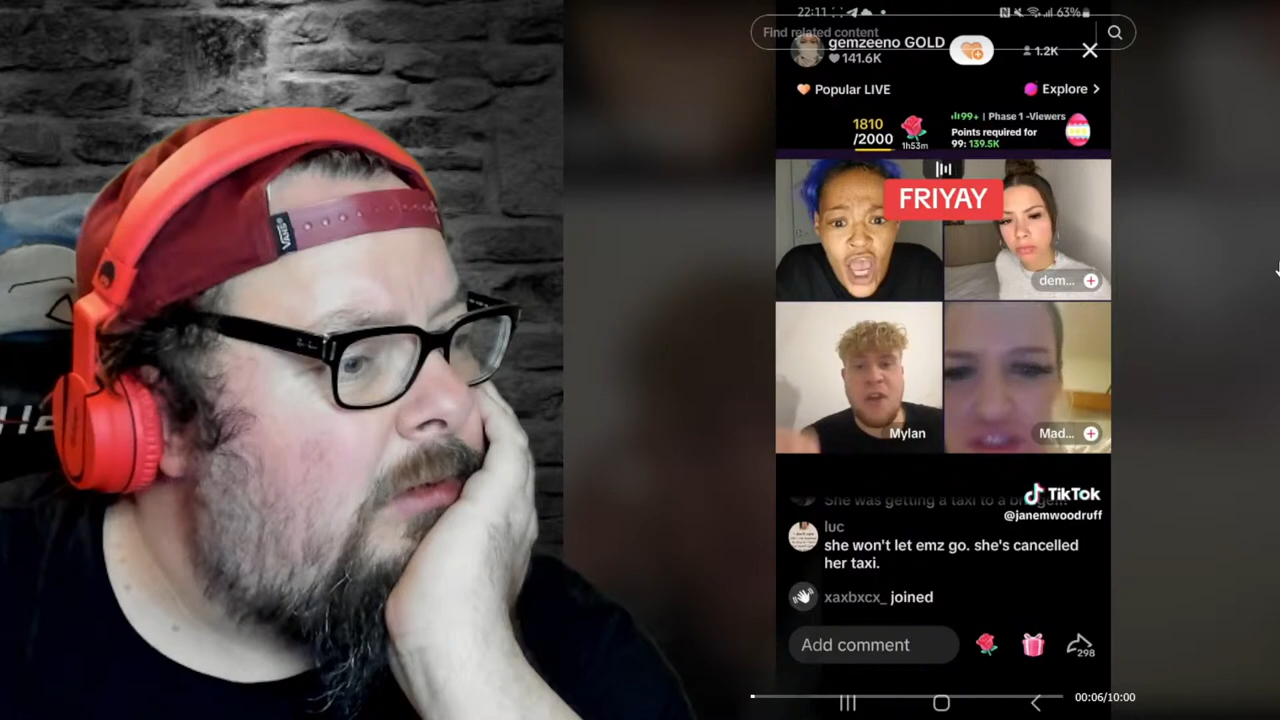 22:11
63%
Find related content
gemzeeno GOLD
141.6K
1.2K
Popular LIVE
Explore >
1810
/2000
1h53m
99+ | Phase 1 -Viewers
Points required for
99: 139.5K
FRIYAY
dem...
Mylan
Mad...
VANS
She was getting a taxi to a bridge...
TikTok
@janemwoodruff
luc
she won't let emz go. she's cancelled
her taxi.
xaxbxcx_ joined
Add comment
298
00:06/10:00